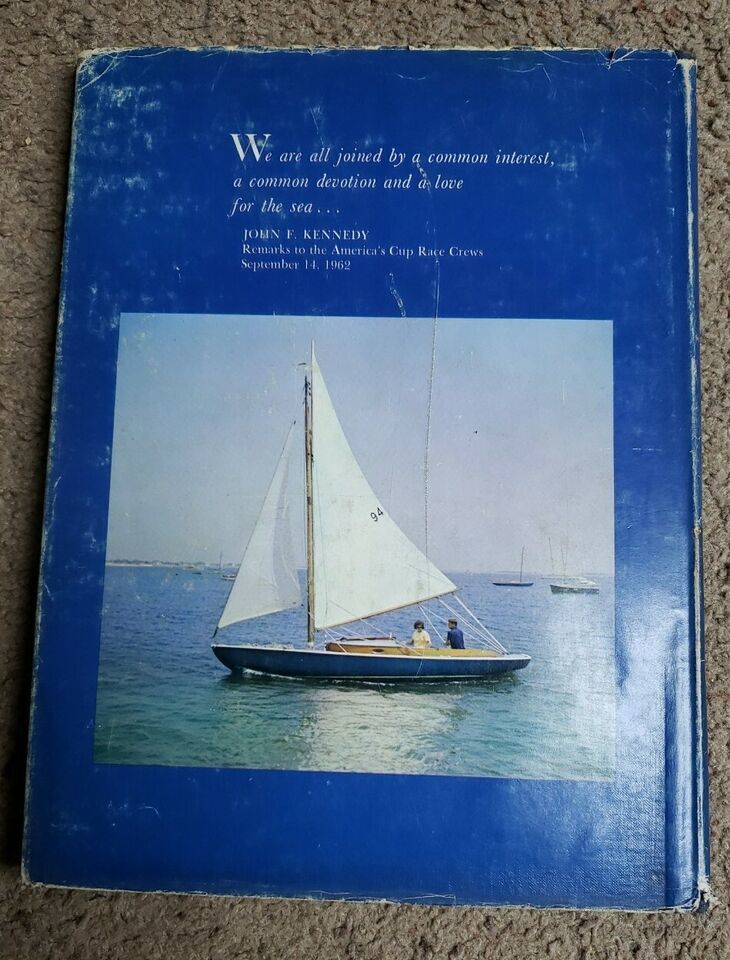 We are all joined by a common interest,
a common devotion and a love
for the sea...
JOHN F. KENNEDY
Remarks to the America's Cup Race Crews
September 14, 1962
94